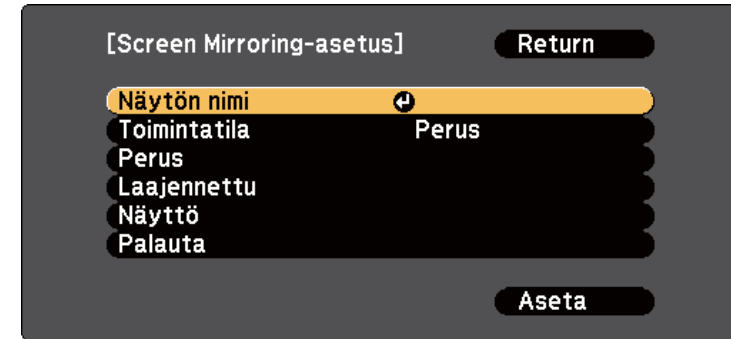 [Screen Mirroring-asetus] Return
Näytön nimi
Toimintatila Perus
Perus
Laajennettu
Näyttö
Palauta
Aseta